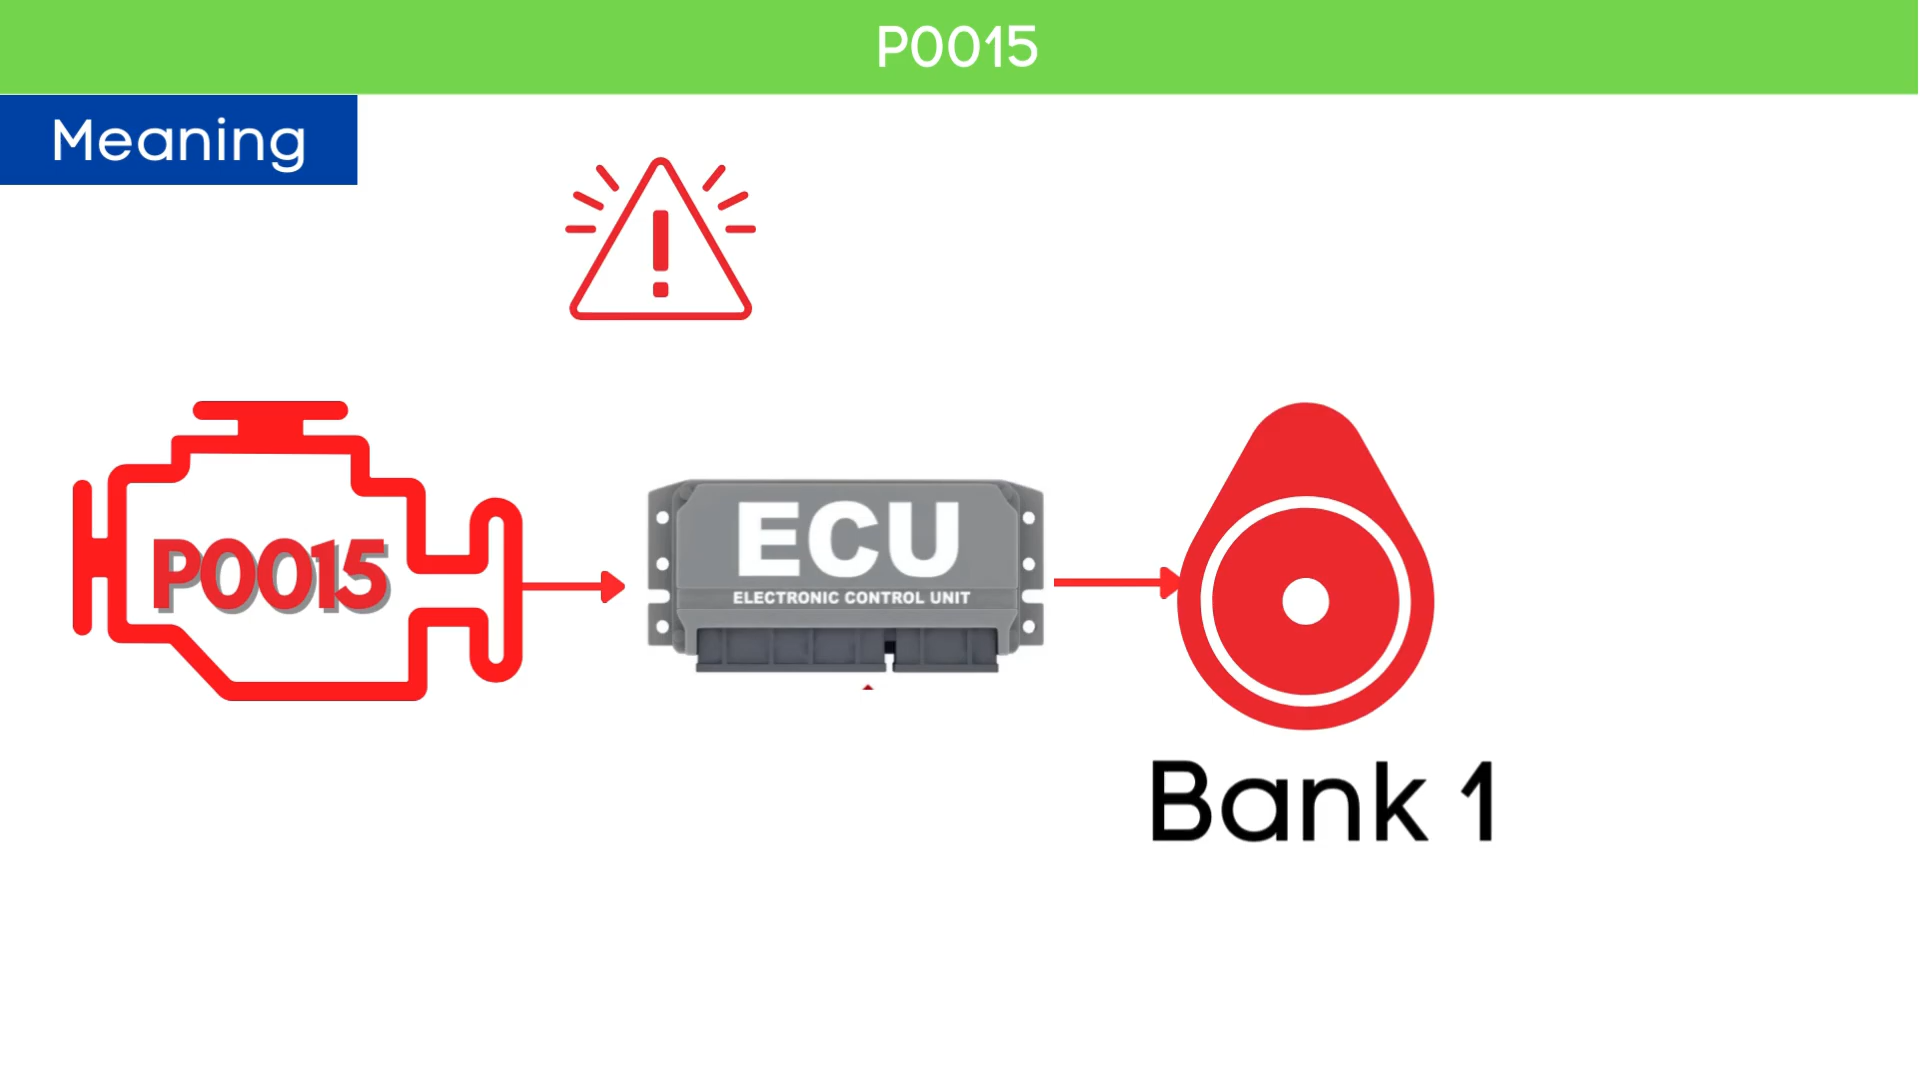 P0015
Meaning
P0015
ECU
ELECTRONIC CONTROL UNIT
Bank 1